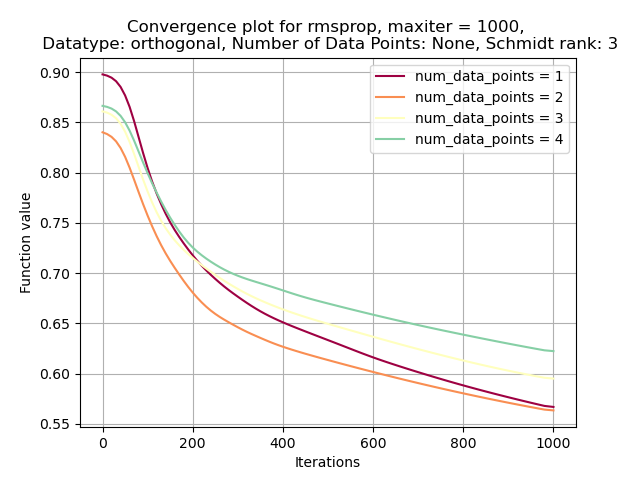 Convergence plot for rmsprop, maxiter = 1000,
Datatype: orthogonal, Number of Data Points: None, Schmidt rank: 3
num_data_points = 1
num_data_points = 2
num_data_points = 3
num_data_points = 4
Function value
0.90
0.85
0.80
0.75
0.70
0.65
0.60
0.55
0 200 400 600 800 1000
Iterations